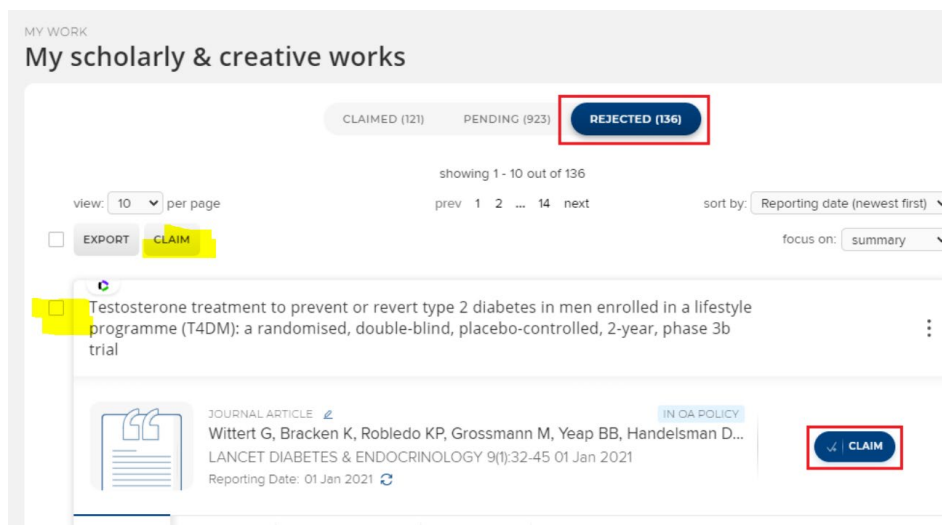 MY WORK
My scholarly & creative works
CLAIMED (121) PENDING (923) REJECTED (136)
showing 1 - 10 out of 136
view: 10 per page prev 1 2 ... 14 next sort by: Reporting date (newest first)
EXPORT CLAIM focus on: summary
Testosterone treatment to prevent or revert type 2 diabetes in men enrolled in a lifestyle
programme (T4DM): a randomised, double-blind, placebo-controlled, 2-year, phase 3b
trial
JOURNAL ARTICLE IN OA POLICY
Wittert G, Bracken K, Robledo KP, Grossmann M, Yeap BB, Handelsman D...
LANCET DIABETES & ENDOCRINOLOGY 9(1):32-45 01 Jan 2021
CLAIM
Reporting Date: 01 Jan 2021